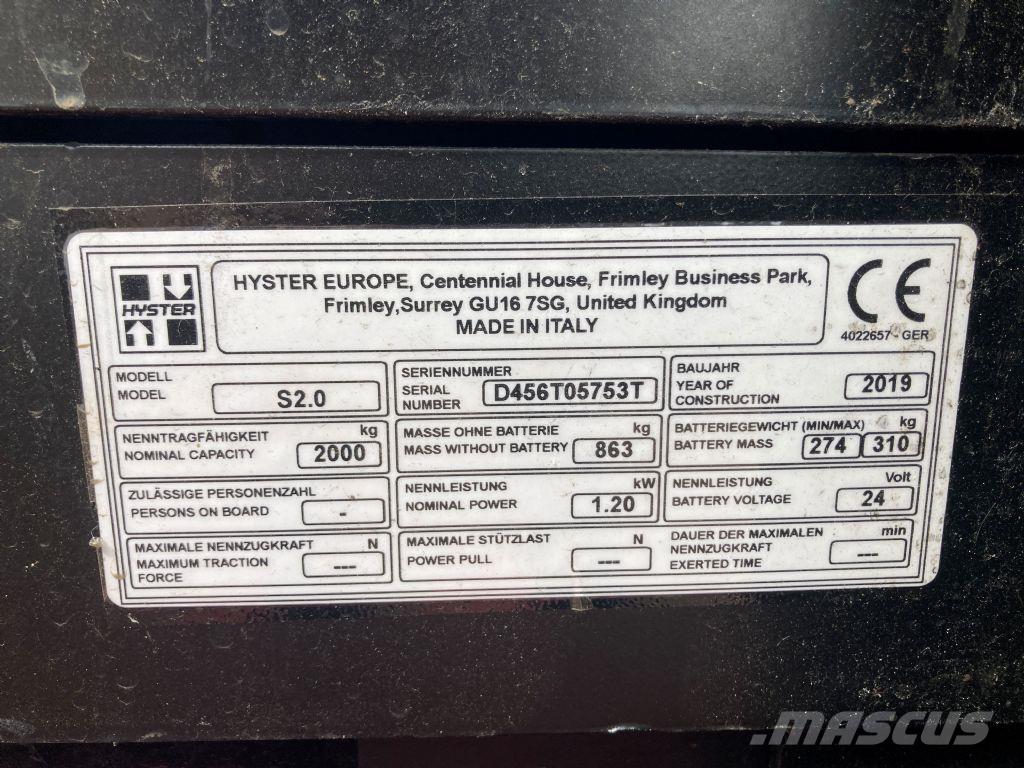 HYSTER
HYSTER EUROPE, Centennial House, Frimley Business Park,
Frimley,Surrey GU16 7SG, United Kingdom
MADE IN ITALY
CE
4022657 - GER
MODELL
MODEL
S2.0
SERIENNUMMER
SERIAL
NUMBER
D456T05753T
BAUJAHR
YEAR OF
CONSTRUCTION
2019
NENNTRAGFÄHIGKEIT kg
NOMINAL CAPACITY 2000
MASSE OHNE BATTERIE kg
MASS WITHOUT BATTERY 863
BATTERIEGEWICHT (MIN/MAX) kg
BATTERY MASS 274 310
ZULÄSSIGE PERSONENZAHL
PERSONS ON BOARD -
NENNLEISTUNG kW
NOMINAL POWER 1.20
NENNLEISTUNG Volt
BATTERY VOLTAGE 24
MAXIMALE NENNZUGKRAFT N
MAXIMUM TRACTION
FORCE ---
MAXIMALE STÜTZLAST N
POWER PULL ---
DAUER DER MAXIMALEN min
NENNZUGKRAFT
EXERTED TIME ---
MASCUS